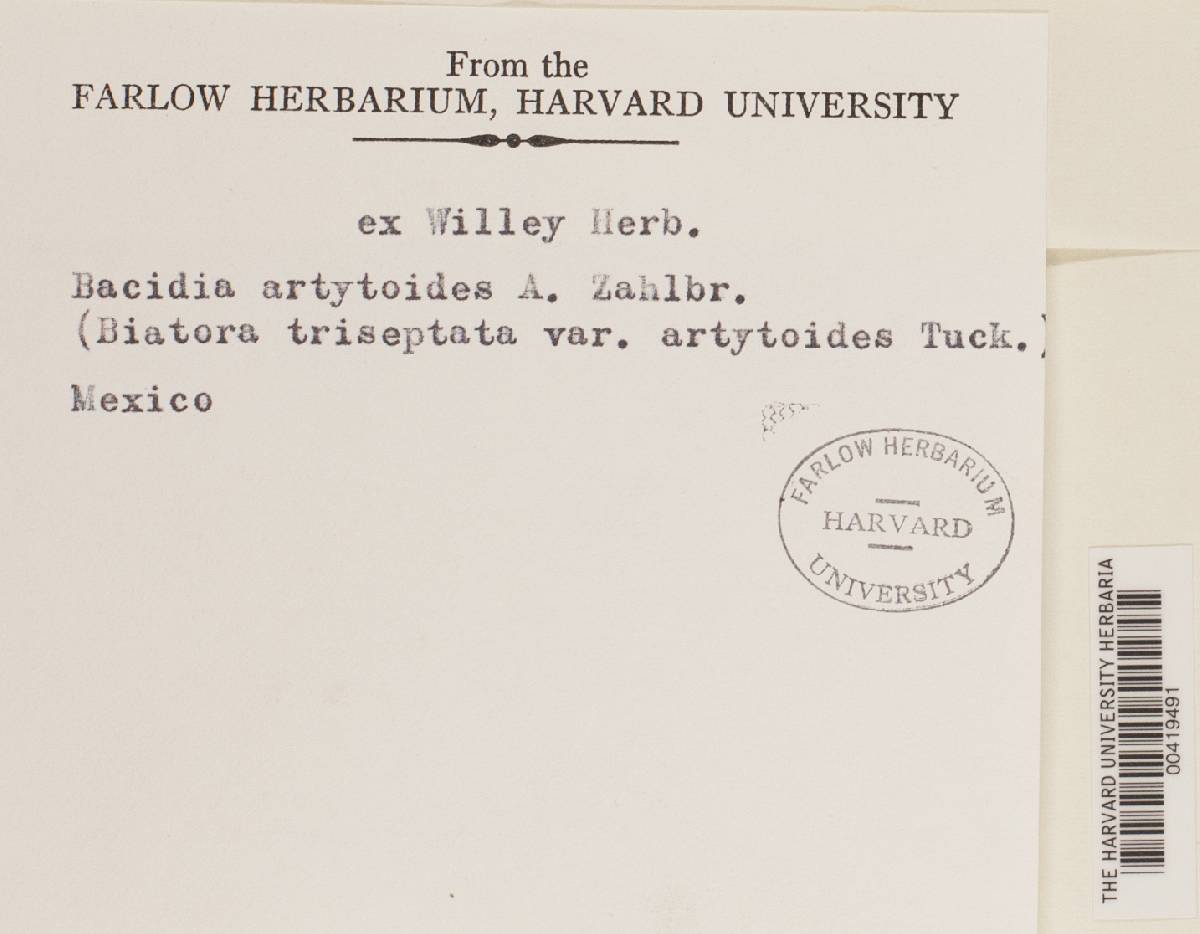 From the
FARLOW HERBARIUM, HARVARD UNIVERSITY
ex Willey Herb.
Bacidia artytoides A. Zahlbr.
(Biatora triseptata var. artytoides Tuck.)
Mexico
FARLOW HERBARIUM
HARVARD
UNIVERSITY
THE HARVARD UNIVERSITY HERBARIA
00419491